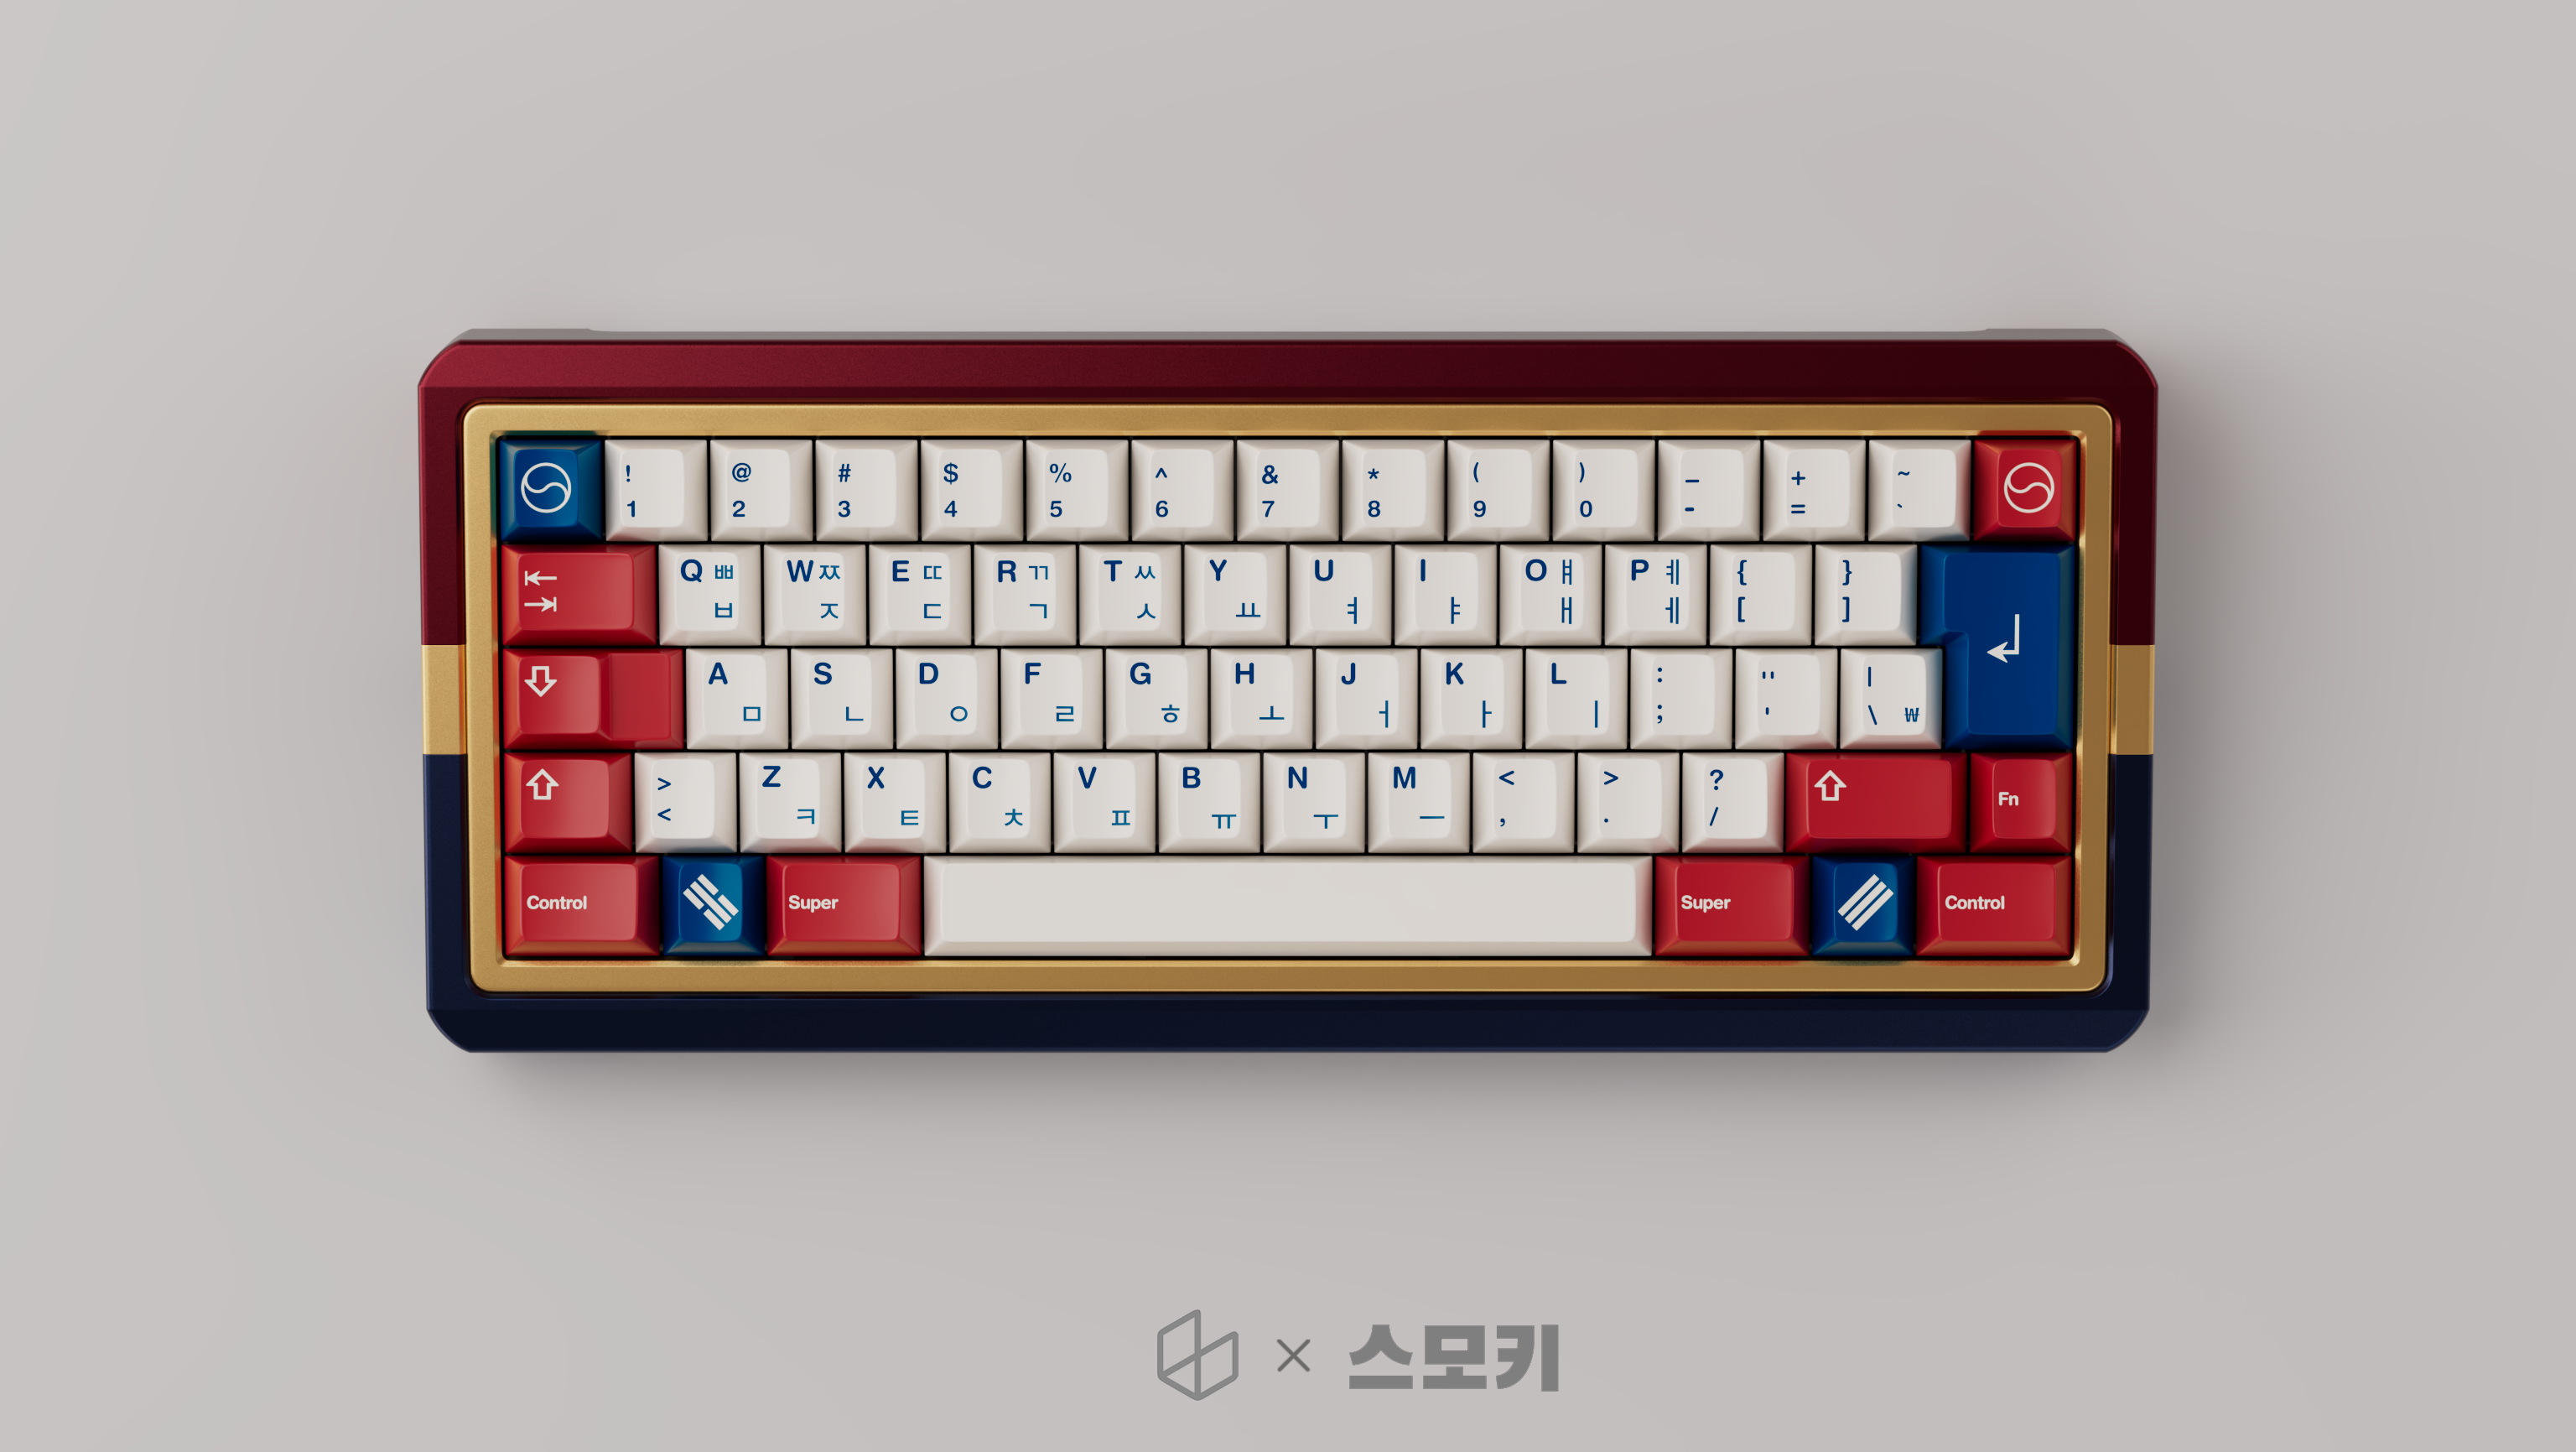 ! @ # $ % ^ & * ( ) _ + ~
1 2 3 4 5 6 7 8 9 0 - = `
Q ㅃ W ㅉ E ㄸ R ㄲ T ㅆ Y U I O ㅒ P ㅖ { }
ㅂ ㅈ ㄷ ㄱ ㅅ ㅛ ㅕ ㅑ ㅐ ㅔ [ ]
A S D F G H J K L : " |
ㅁ ㄴ ㅇ ㄹ ㅎ ㅗ ㅓ ㅏ ㅣ ; ' \ ₩
> Z X C V B N M < > ? Fn
< ㅋ ㅌ ㅊ ㅍ ㅠ ㅜ ㅡ , . /
Control Super Super Control
스모키